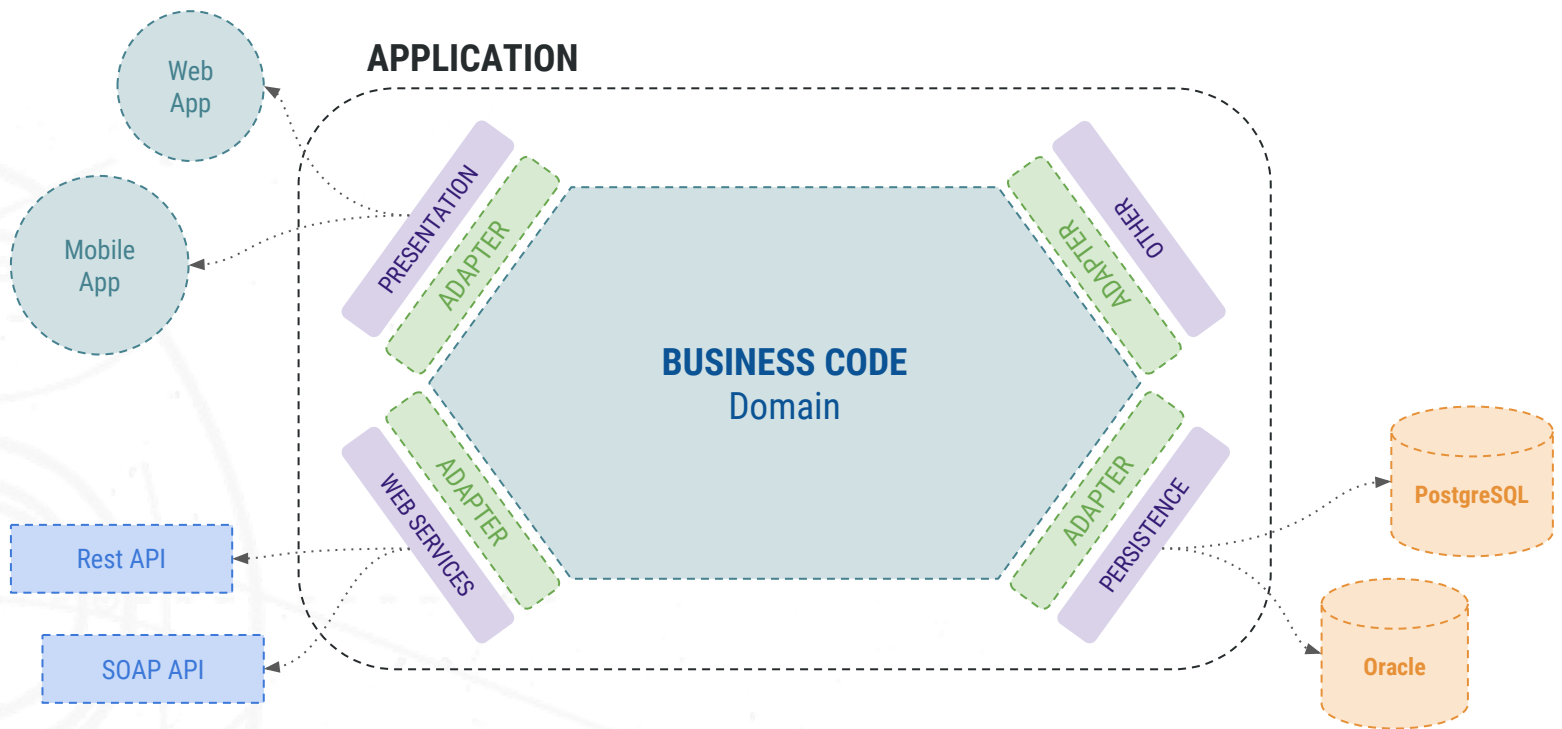 APPLICATION
Web
App
Mobile
App
PRESENTATION
ADAPTER
OTHER
ADAPTER
BUSINESS CODE
Domain
WEB SERVICES
ADAPTER
ADAPTER
PERSISTENCE
Rest API
SOAP API
PostgreSQL
Oracle